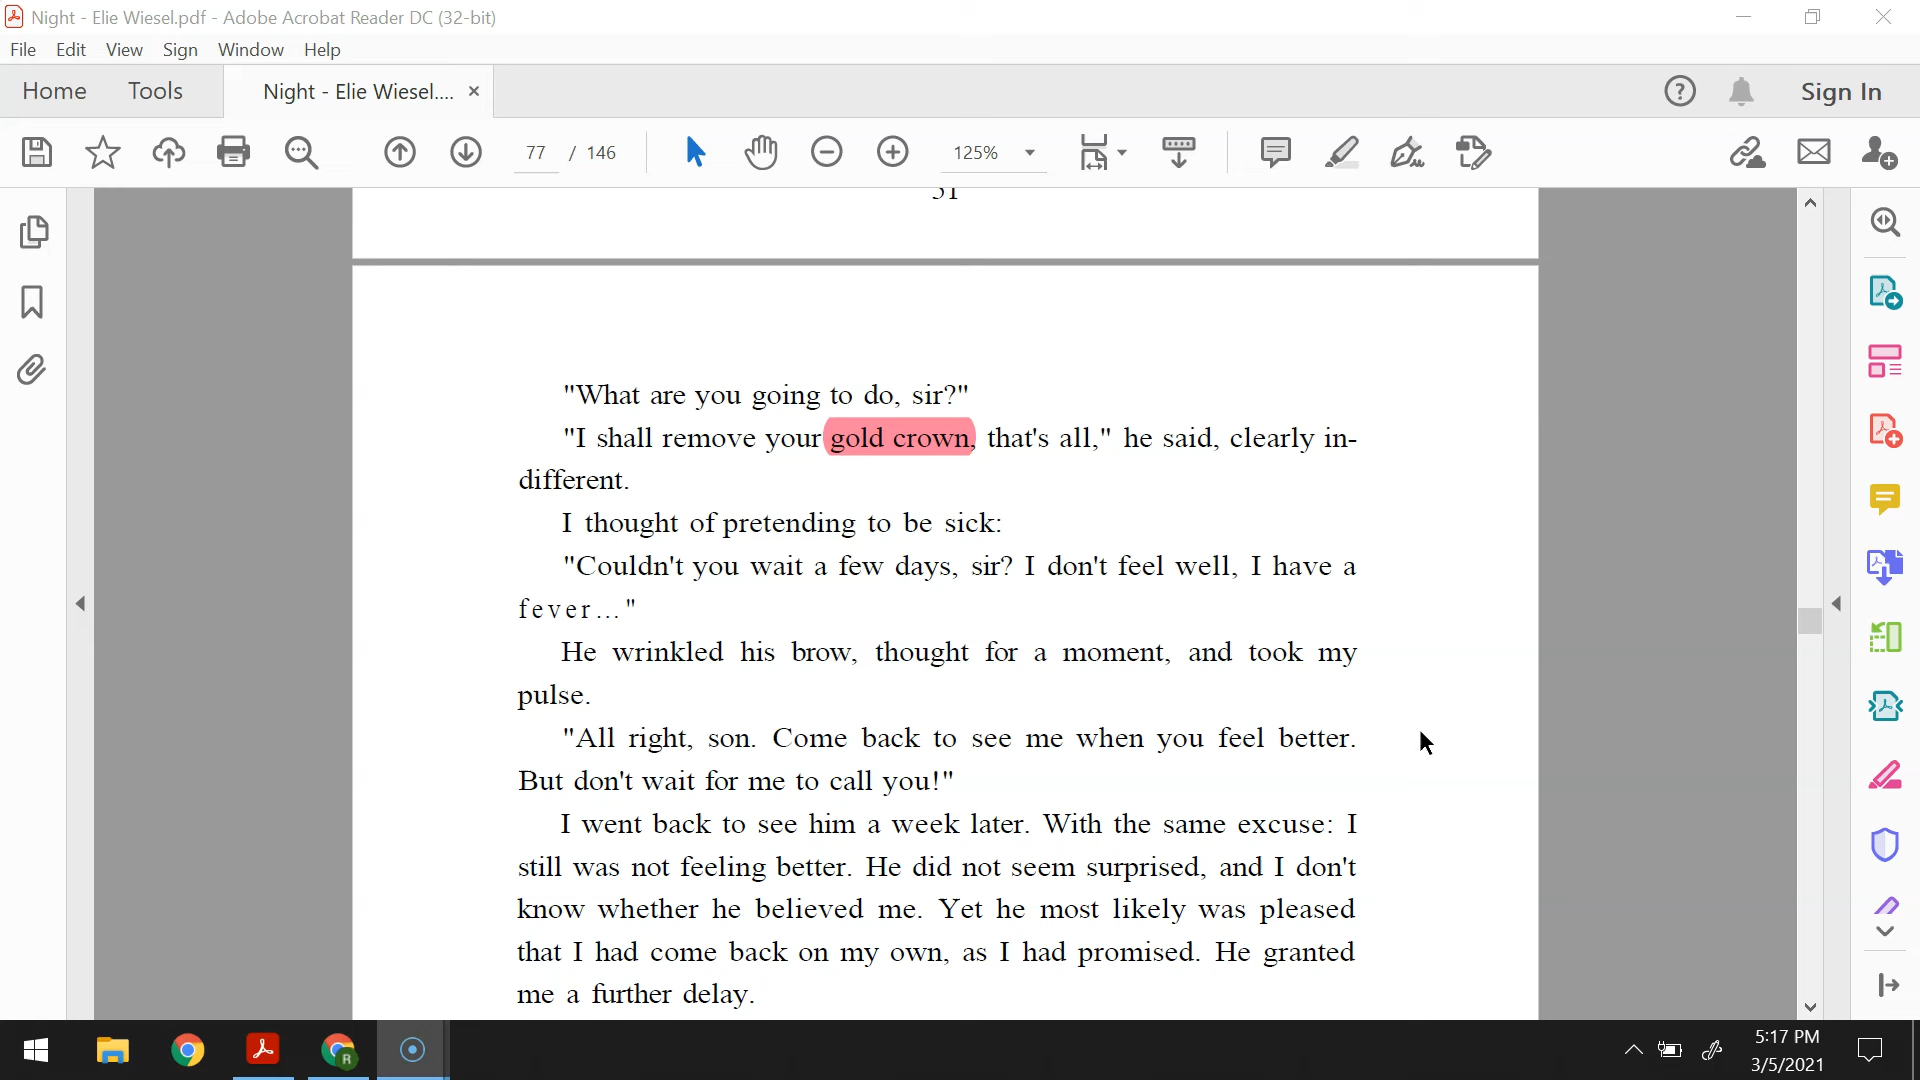 Night - Elie Wiesel.pdf - Adobe Acrobat Reader DC (32-bit)
File Edit View Sign Window Help
Home Tools Night - Elie Wiesel.... × Sign In
77 / 146 125%
51
"What are you going to do, sir?"
"I shall remove your gold crown, that's all," he said, clearly in-
different.
I thought of pretending to be sick:
"Couldn't you wait a few days, sir? I don't feel well, I have a
fever..."
He wrinkled his brow, thought for a moment, and took my
pulse.
"All right, son. Come back to see me when you feel better.
But don't wait for me to call you!"
I went back to see him a week later. With the same excuse: I
still was not feeling better. He did not seem surprised, and I don't
know whether he believed me. Yet he most likely was pleased
that I had come back on my own, as I had promised. He granted
me a further delay.
R
5:17 PM
3/5/2021